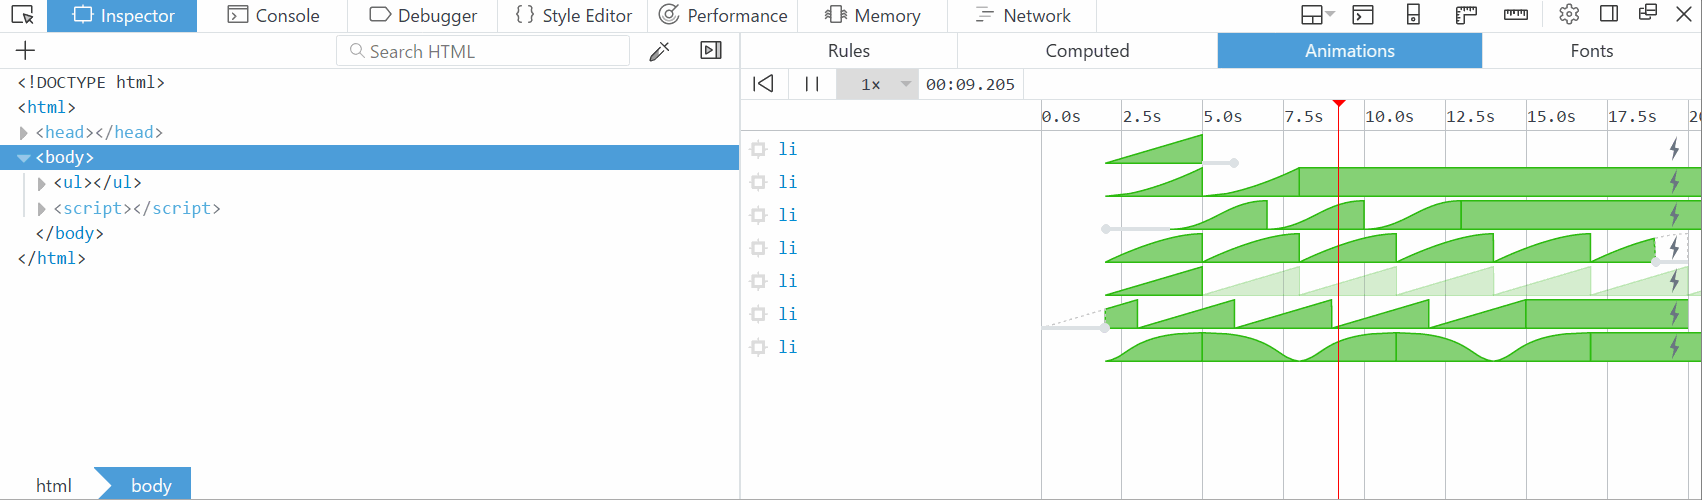 Inspector Console Debugger { } Style Editor Performance Memory Network
+ Search HTML Rules Computed Animations Fonts
1× 00:09.205
0.0s 2.5s 5.0s 7.5s 10.0s 12.5s 15.0s 17.5s 20
<!DOCTYPE html>
<html>
<head></head>
<body>
<ul></ul>
<script></script>
</body>
</html>
li
li
li
li
li
li
li
html body